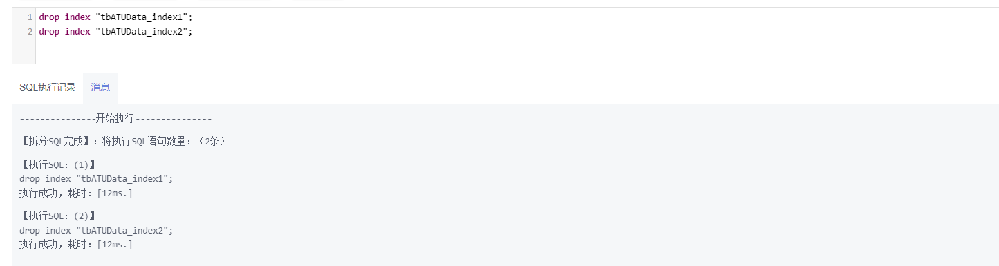 1 drop index "tbATUData_index1";
2 drop index "tbATUData_index2";
SQL执行记录 消息
---------------开始执行---------------
【拆分SQL完成】：将执行SQL语句数量：（2条）
【执行SQL：(1)】
drop index "tbATUData_index1";
执行成功，耗时：[12ms.]
【执行SQL：(2)】
drop index "tbATUData_index2";
执行成功，耗时：[12ms.]